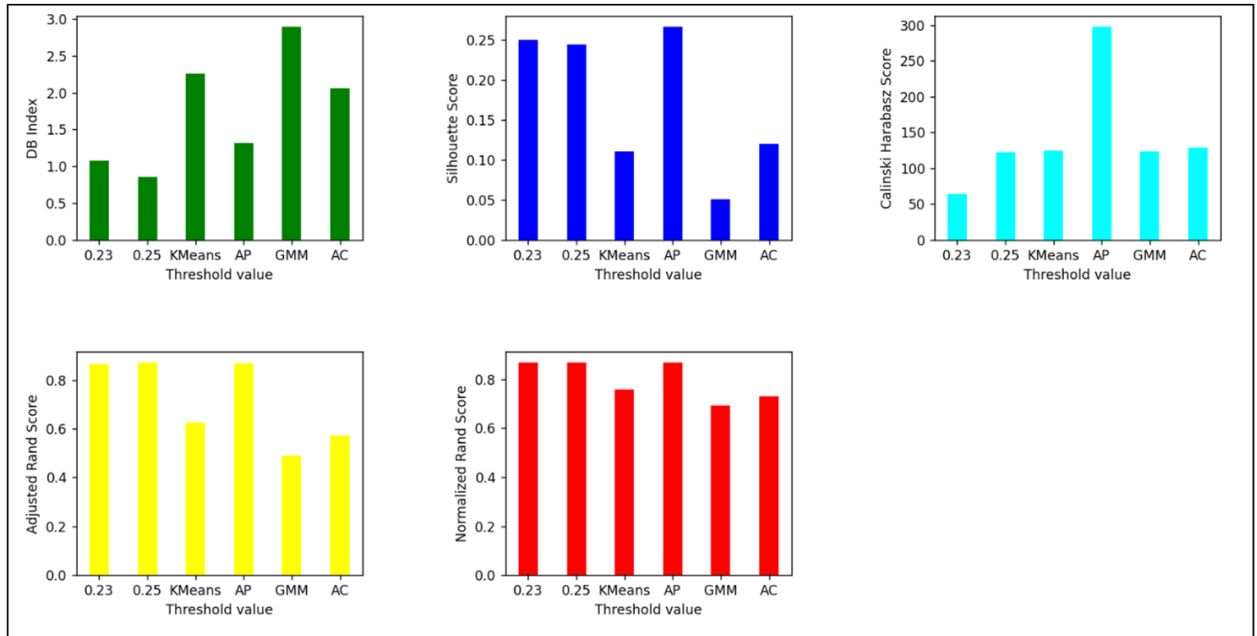 DB Index
3.0
2.5
2.0
1.5
1.0
0.5
0.0
0.23 0.25 KMeans AP GMM AC
Threshold value
Silhouette Score
0.25
0.20
0.15
0.10
0.05
0.00
0.23 0.25 KMeans AP GMM AC
Threshold value
Calinski Harabasz Score
300
250
200
150
100
50
0
0.23 0.25 KMeans AP GMM AC
Threshold value
Adjusted Rand Score
0.8
0.6
0.4
0.2
0.0
0.23 0.25 KMeans AP GMM AC
Threshold value
Normalized Rand Score
0.8
0.6
0.4
0.2
0.0
0.23 0.25 KMeans AP GMM AC
Threshold value